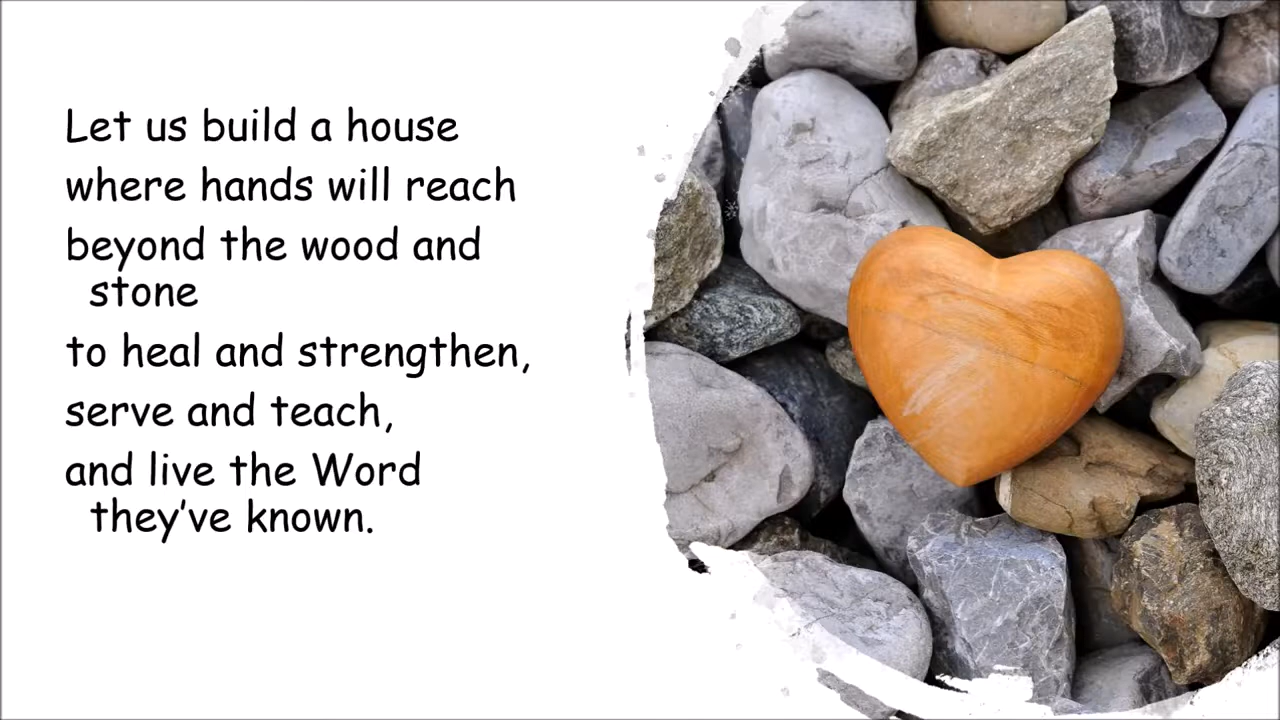 Let us build a house
where hands will reach
beyond the wood and
stone
to heal and strengthen,
serve and teach,
and live the Word
they've known.